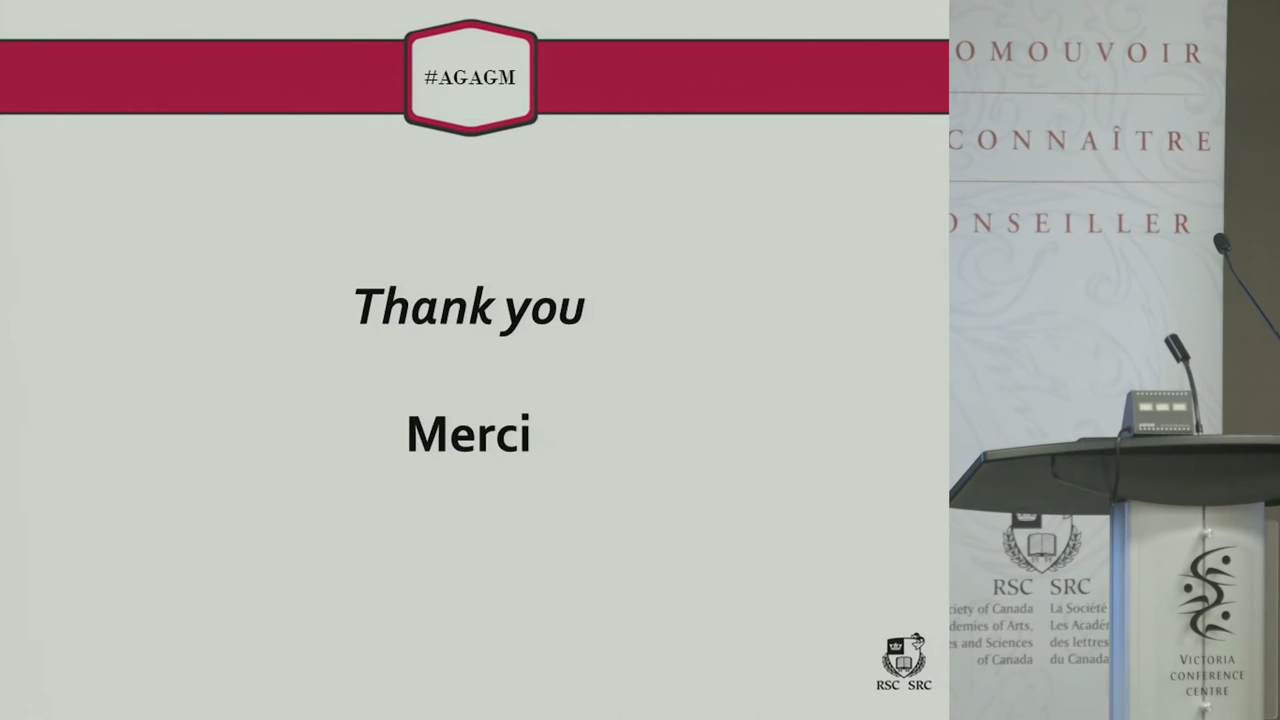 #AGAGM
Thank you
Merci
RSC SRC
OMOUVOIR
CONNAÎTRE
ONSEILLER
RSC SRC
ciety of Canada
demies of Arts,
es and Sciences
of Canada
La Société
Les Acadé
des lettres
du Canada
VICTORIA
CONFERENCE
CENTRE